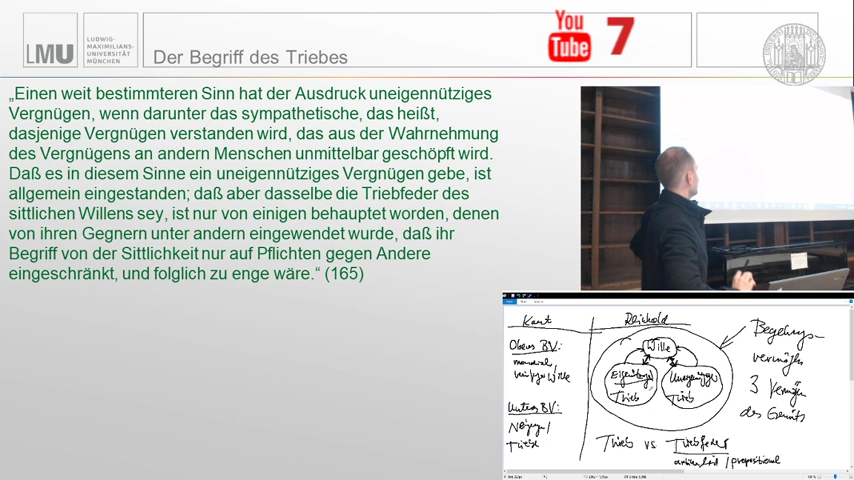 LMU
LUDWIG-
MAXIMILIANS-
UNIVERSITÄT
MÜNCHEN
Der Begriff des Triebes
You
Tube
7
„Einen weit bestimmteren Sinn hat der Ausdruck uneigennütziges
Vergnügen, wenn darunter das sympathetische, das heißt,
dasjenige Vergnügen verstanden wird, das aus der Wahrnehmung
des Vergnügens an andern Menschen unmittelbar geschöpft wird.
Daß es in diesem Sinne ein uneigennütziges Vergnügen gebe, ist
allgemein eingestanden; daß aber dasselbe die Triebfeder des
sittlichen Willens sey, ist nur von einigen behauptet worden, denen
von ihren Gegnern unter andern eingewendet wurde, daß ihr
Begriff von der Sittlichkeit nur auf Pflichten gegen Andere
eingeschränkt, und folglich zu enge wäre.“ (165)
Kant
Oberes BV:
Wille
Unteres BV:
Reinhold
Wille
Trieb
Trieb
Begehrungs-
vermögen
3 Vermögen
des Gemüts
Trieb vs Triebfeder
/ propositional